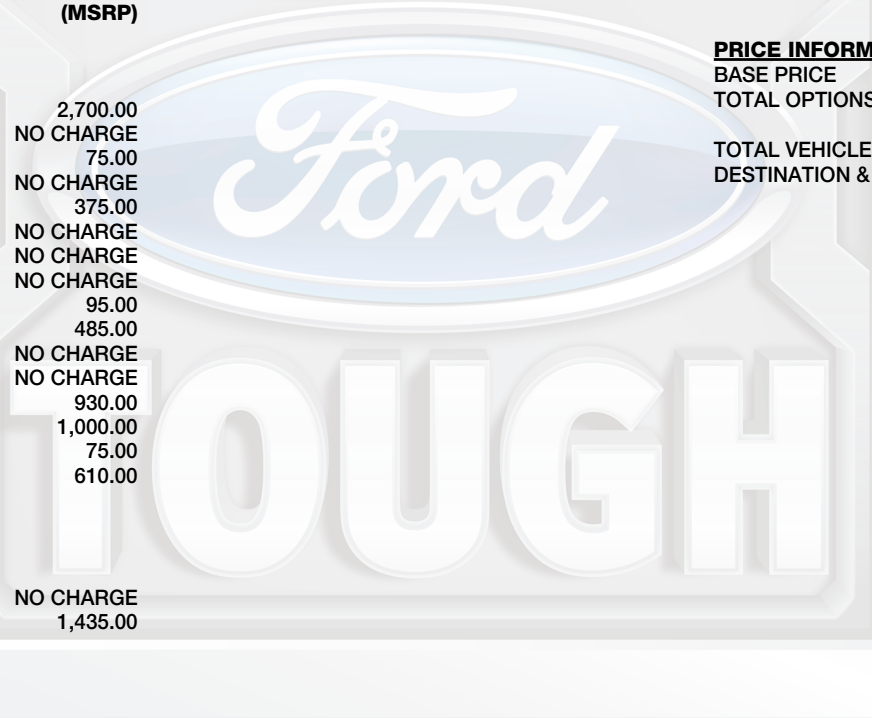 (MSRP)
2,700.00
NO CHARGE
75.00
NO CHARGE
375.00
NO CHARGE
NO CHARGE
NO CHARGE
95.00
485.00
NO CHARGE
NO CHARGE
930.00
1,000.00
75.00
610.00
NO CHARGE
1,435.00
PRICE INFORM
BASE PRICE
TOTAL OPTIONS
TOTAL VEHICLE
DESTINATION &
Ford
TOUGH